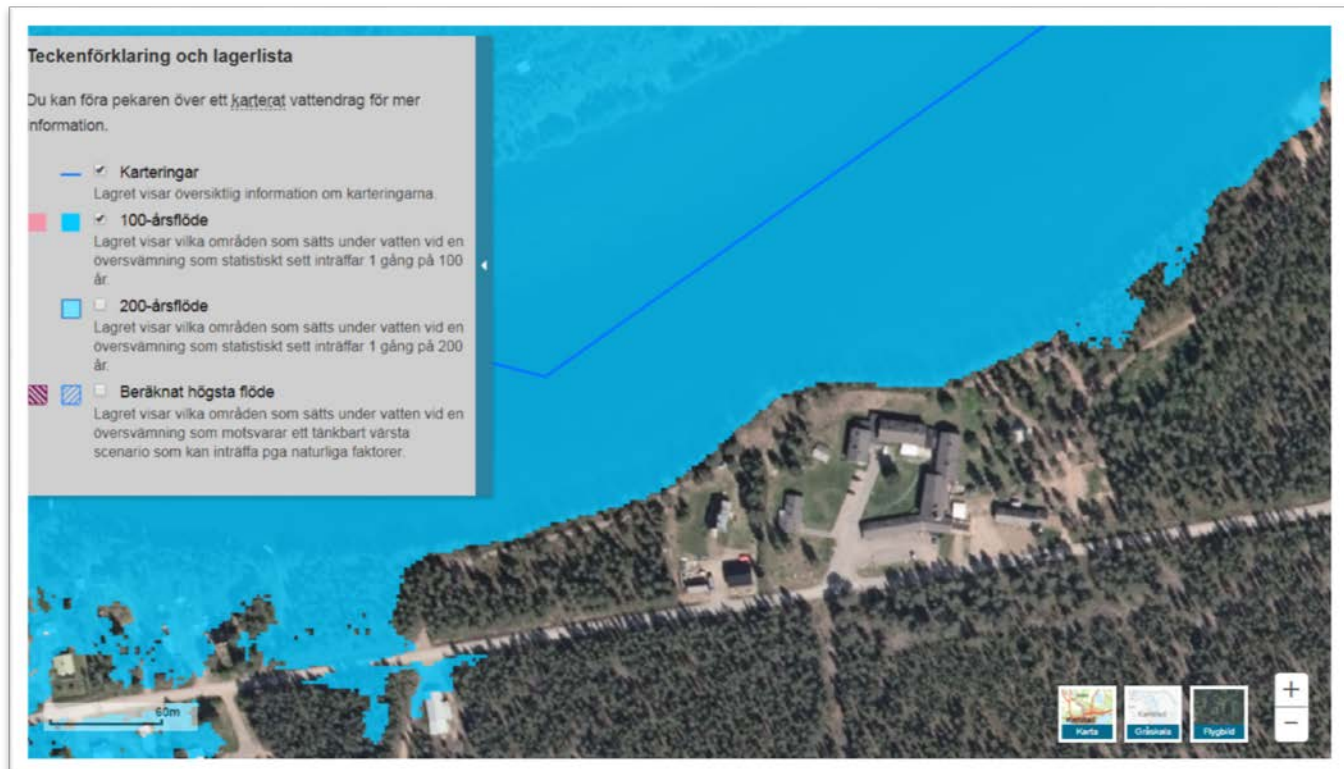 Teckenförklaring och lagerlista
Du kan föra pekaren över ett karterat vattendrag för mer
information.
Karteringar
Lagret visar översiktlig information om karteringarna.
100-årsflöde
Lagret visar vilka områden som sätts under vatten vid en
översvämning som statistiskt sett inträffar 1 gång på 100
år.
200-årsflöde
Lagret visar vilka områden som sätts under vatten vid en
översvämning som statistiskt sett inträffar 1 gång på 200
år.
Beräknat högsta flöde
Lagret visar vilka områden som sätts under vatten vid en
översvämning som motsvarar ett tänkbart värsta
scenario som kan inträffa pga naturliga faktorer.
60m
Karlstad
Karta
Karlstad
Gråskala
Flygbild
+
−